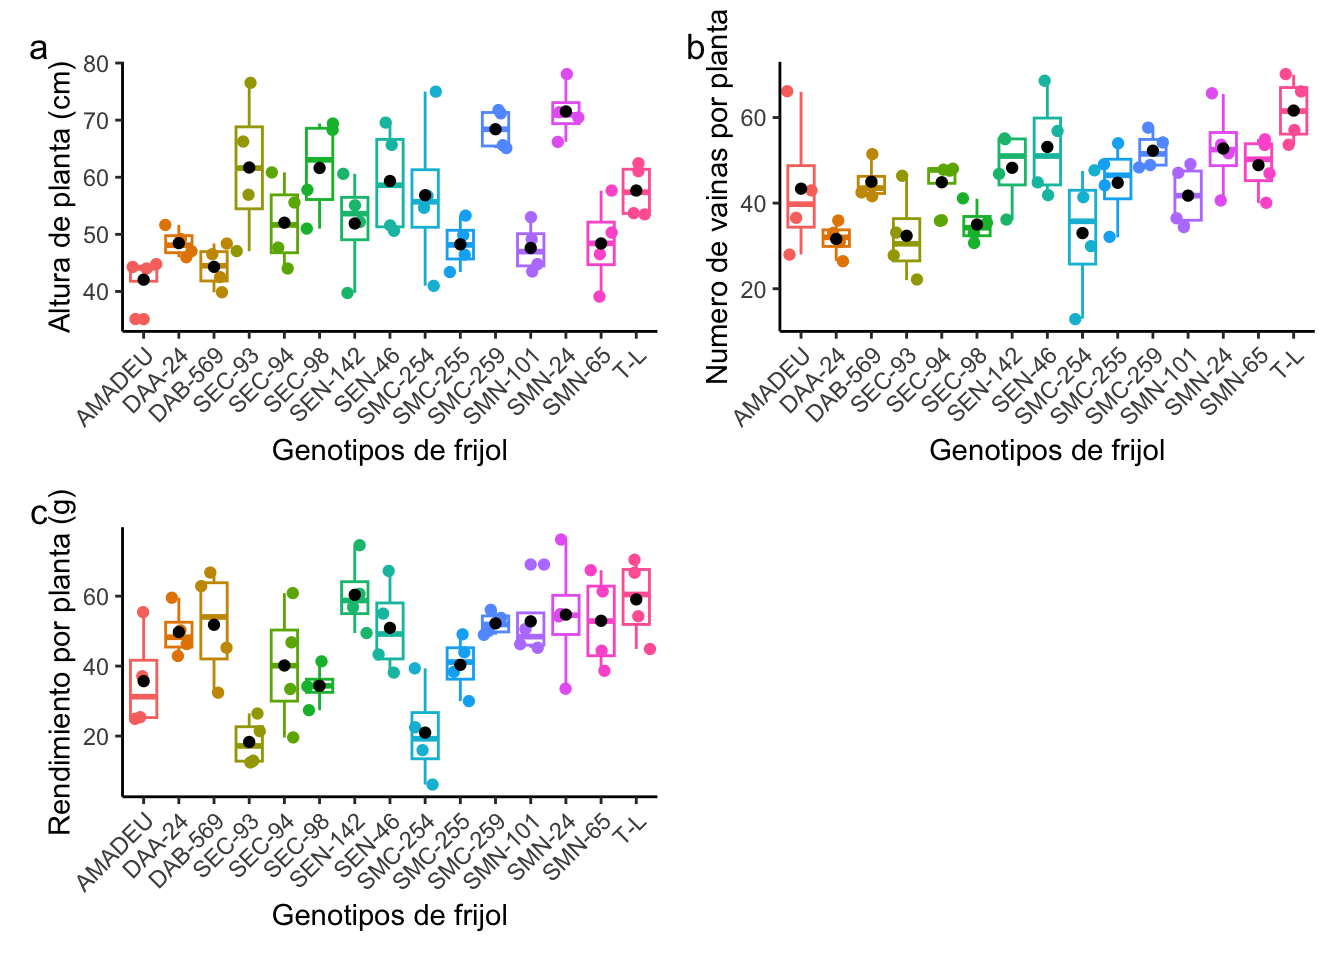 a
Altura de planta (cm)
80
70
60
50
40
AMADEU
DAA-24
DAB-569
SEC-93
SEC-94
SEC-98
SEN-142
SEN-46
SMC-254
SMC-255
SMC-259
SMN-101
SMN-24
SMN-65
T-L
Genotipos de frijol
b
Numero de vainas por planta
60
40
20
AMADEU
DAA-24
DAB-569
SEC-93
SEC-94
SEC-98
SEN-142
SEN-46
SMC-254
SMC-255
SMC-259
SMN-101
SMN-24
SMN-65
T-L
Genotipos de frijol
c
Rendimiento por planta (g)
60
40
20
AMADEU
DAA-24
DAB-569
SEC-93
SEC-94
SEC-98
SEN-142
SEN-46
SMC-254
SMC-255
SMC-259
SMN-101
SMN-24
SMN-65
T-L
Genotipos de frijol